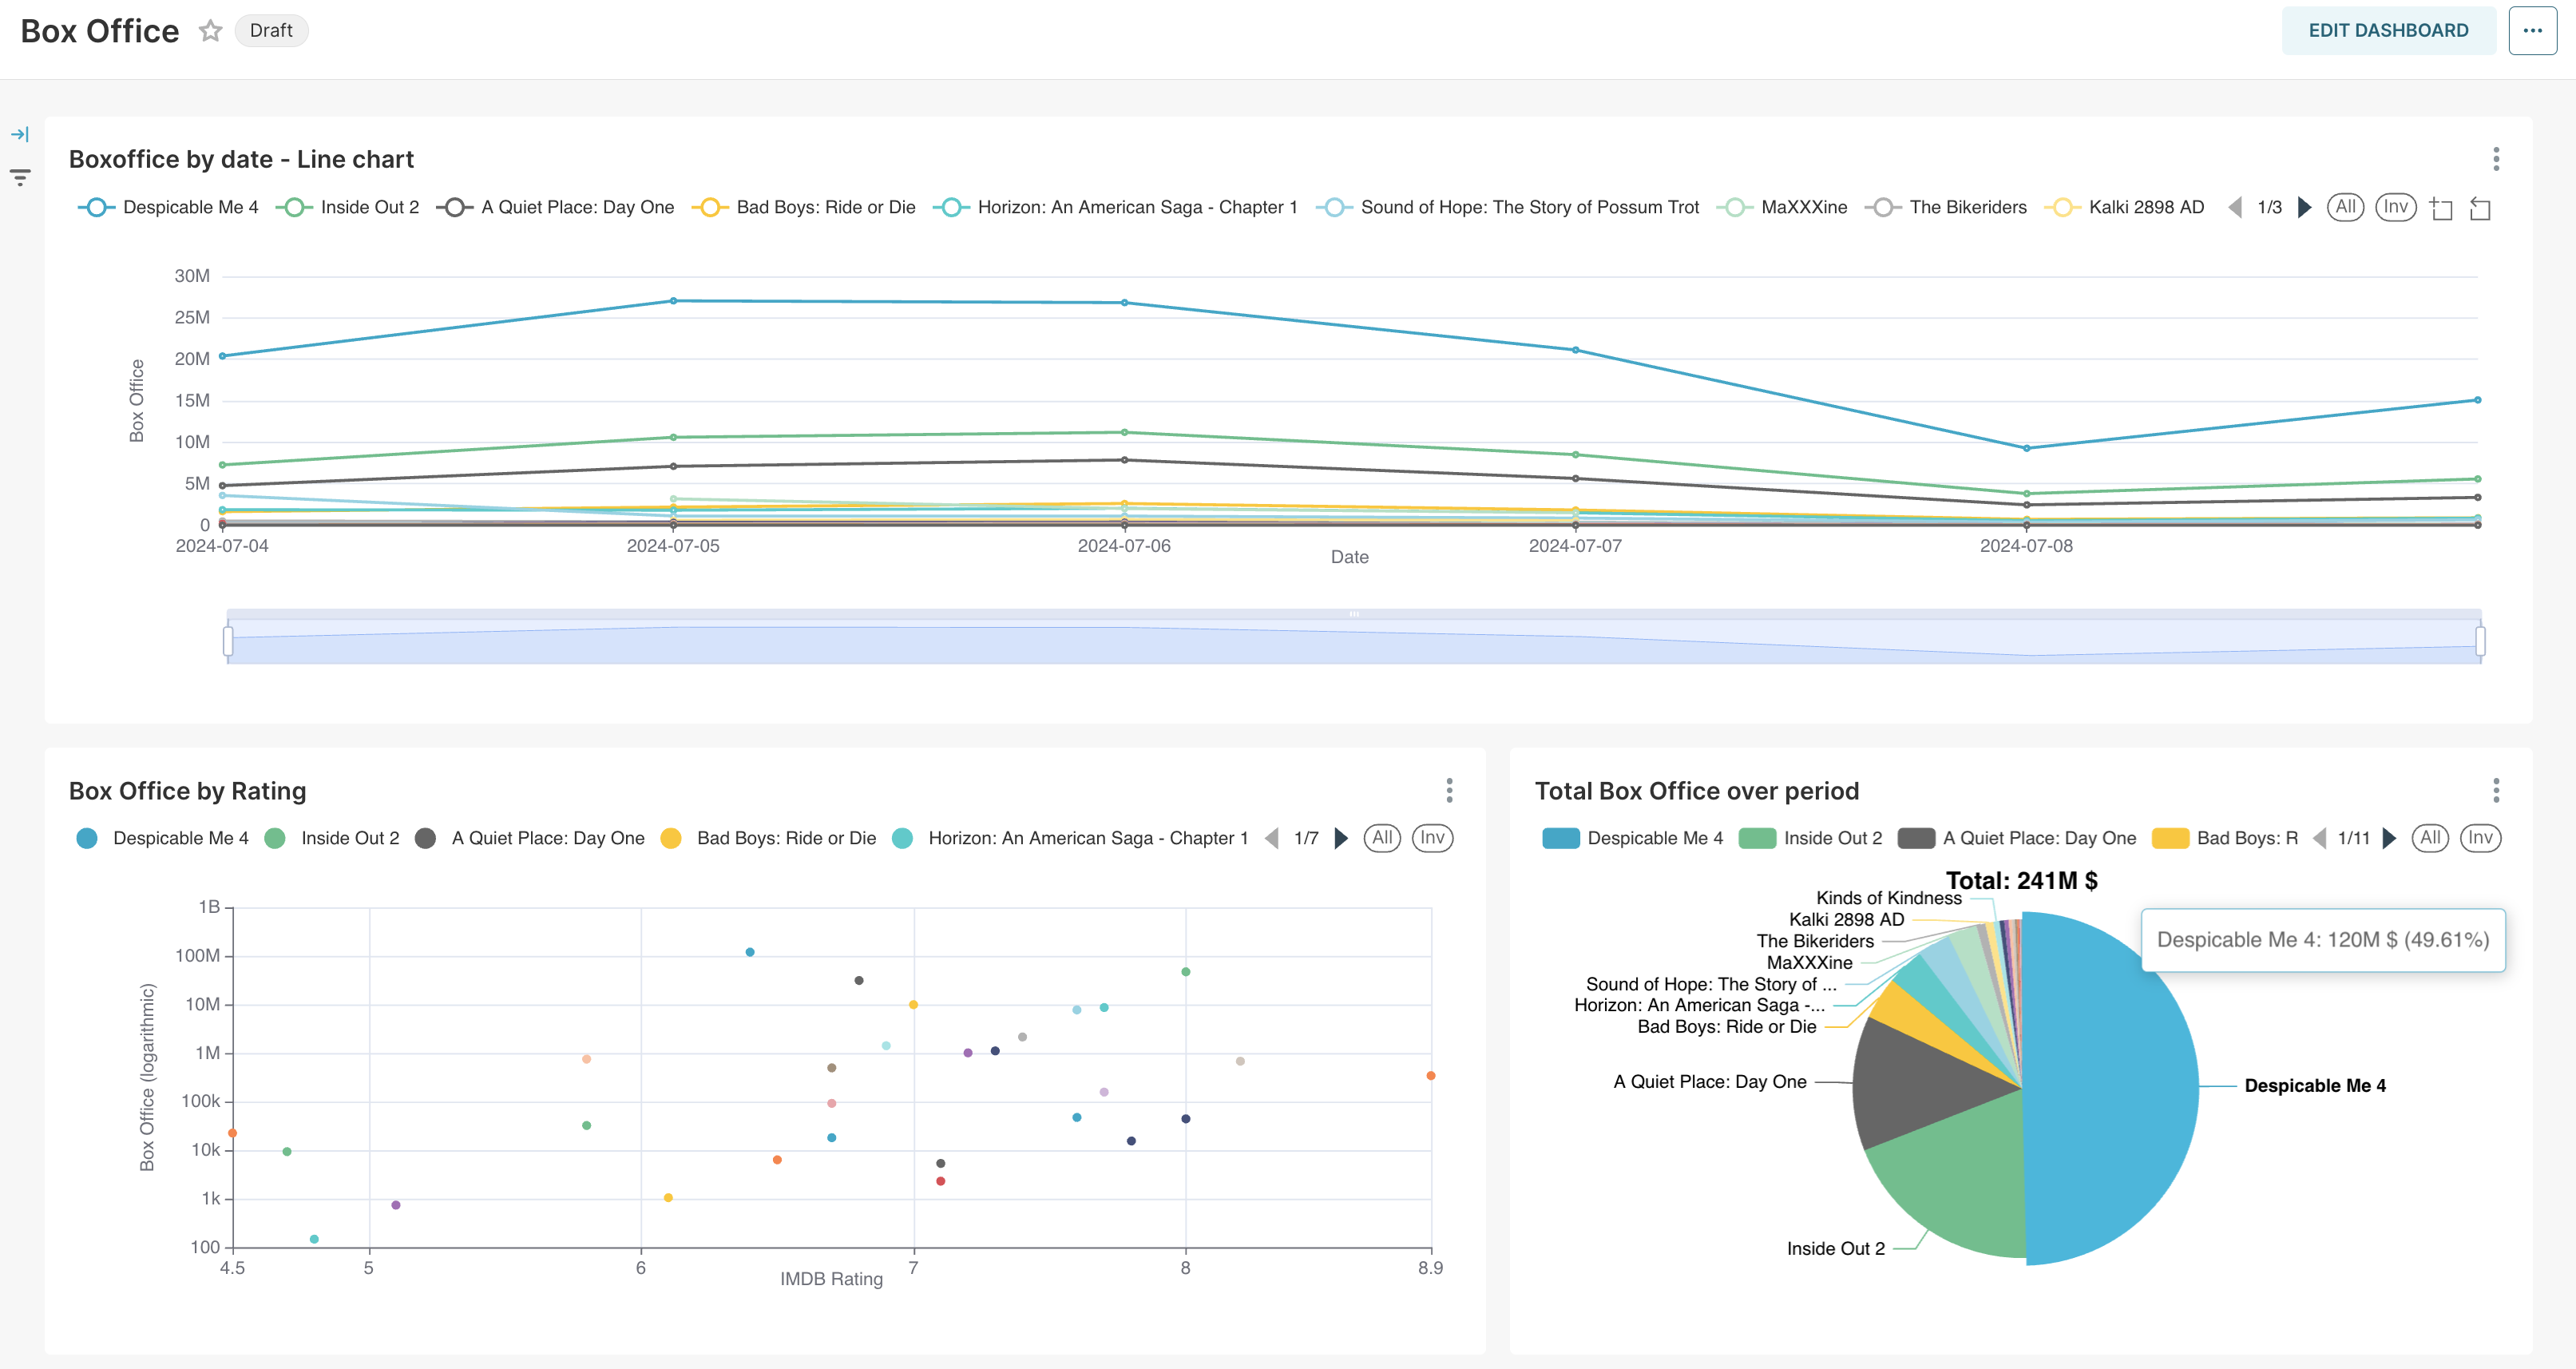 Box Office
Draft
EDIT DASHBOARD
Boxoffice by date - Line chart
Despicable Me 4 Inside Out 2 A Quiet Place: Day One Bad Boys: Ride or Die Horizon: An American Saga - Chapter 1 Sound of Hope: The Story of Possum Trot MaXXXine The Bikeriders Kalki 2898 AD 1/3 All Inv
30M
25M
20M
15M
10M
5M
0
Box Office
2024-07-04 2024-07-05 2024-07-06 2024-07-07 2024-07-08
Date
Box Office by Rating
Despicable Me 4 Inside Out 2 A Quiet Place: Day One Bad Boys: Ride or Die Horizon: An American Saga - Chapter 1 1/7 All Inv
1B
100M
10M
1M
100k
10k
1k
100
Box Office (logarithmic)
4.5 5 6 7 8 8.9
IMDB Rating
Total Box Office over period
Despicable Me 4 Inside Out 2 A Quiet Place: Day One Bad Boys: R 1/11 All Inv
Total: 241M $
Kinds of Kindness
Kalki 2898 AD
The Bikeriders
MaXXXine
Sound of Hope: The Story of ...
Horizon: An American Saga -...
Bad Boys: Ride or Die
A Quiet Place: Day One
Inside Out 2
Despicable Me 4: 120M $ (49.61%)
Despicable Me 4